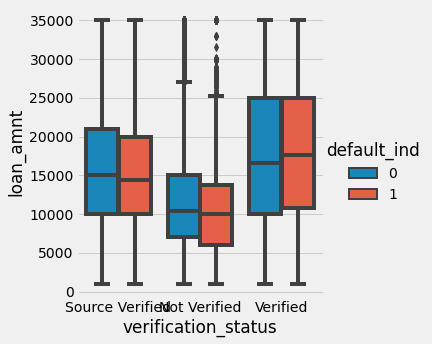 35000
30000
25000
20000
15000
10000
5000
0
loan_amnt
Source Verified
Not Verified
Verified
verification_status
default_ind
0
1